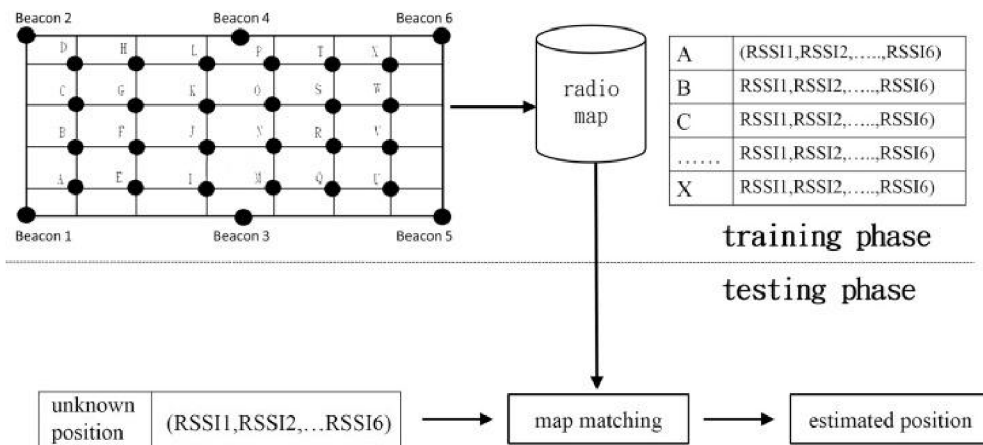 Beacon 2
Beacon 4
Beacon 6
D H L P T X
C G K O S W
B F J N R V
A E I M Q U
Beacon 1
Beacon 3
Beacon 5
radio
map
A (RSSI1,RSSI2,.....,RSSI6)
B RSSI1,RSSI2,.....,RSSI6)
C RSSI1,RSSI2,.....,RSSI6)
...... RSSI1,RSSI2,.....,RSSI6)
X RSSI1,RSSI2,.....,RSSI6)
training phase
testing phase
unknown
position
(RSSI1,RSSI2,...RSSI6)
map matching
estimated position